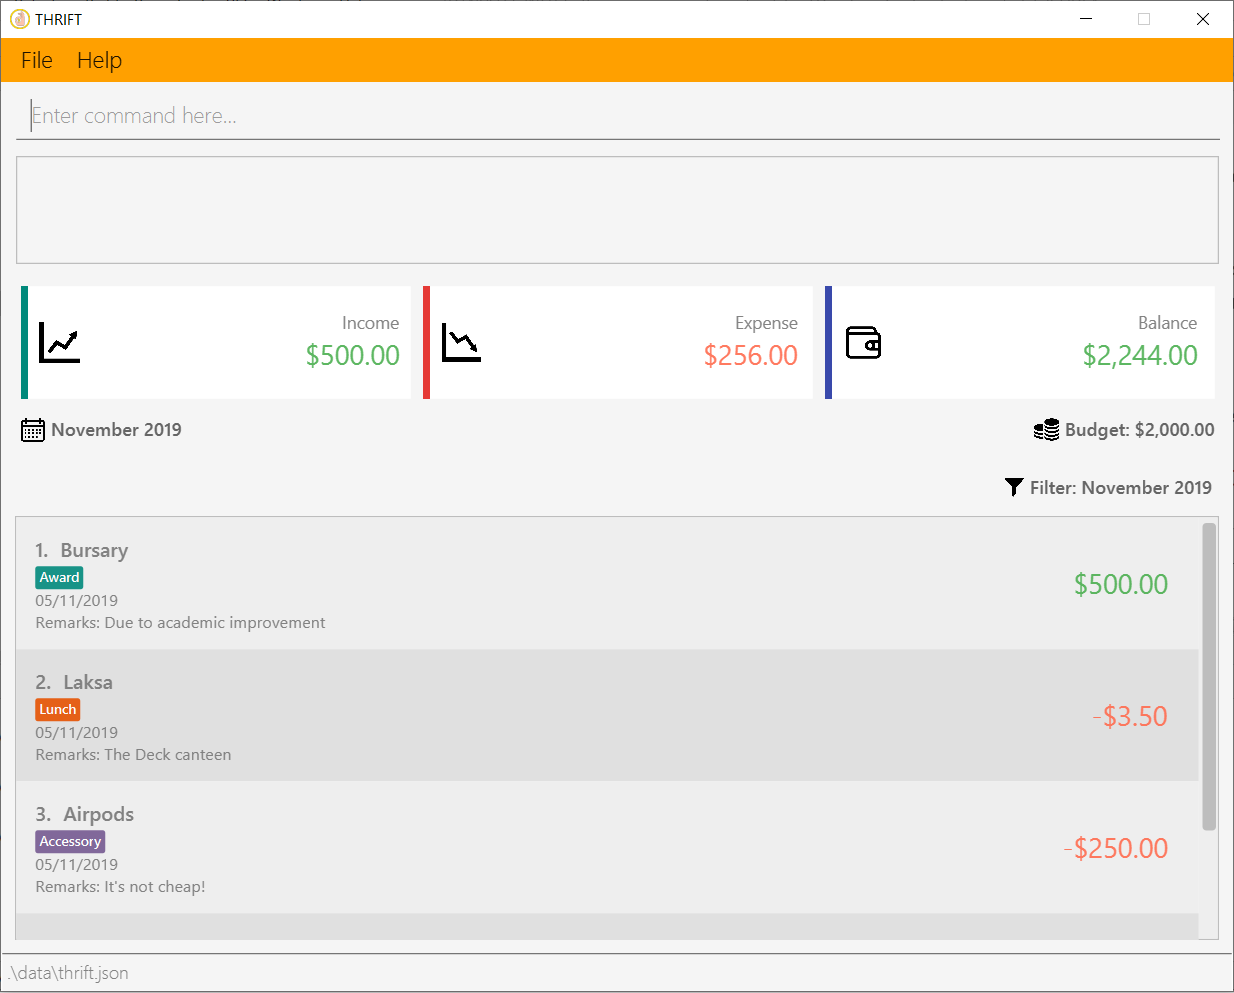 THRIFT
File Help
Enter command here...
Income
$500.00
Expense
$256.00
Balance
$2,244.00
November 2019
Budget: $2,000.00
Filter: November 2019
1. Bursary
Award
05/11/2019
Remarks: Due to academic improvement
$500.00
2. Laksa
Lunch
05/11/2019
Remarks: The Deck canteen
-$3.50
3. Airpods
Accessory
05/11/2019
Remarks: It's not cheap!
-$250.00
.\data\thrift.json